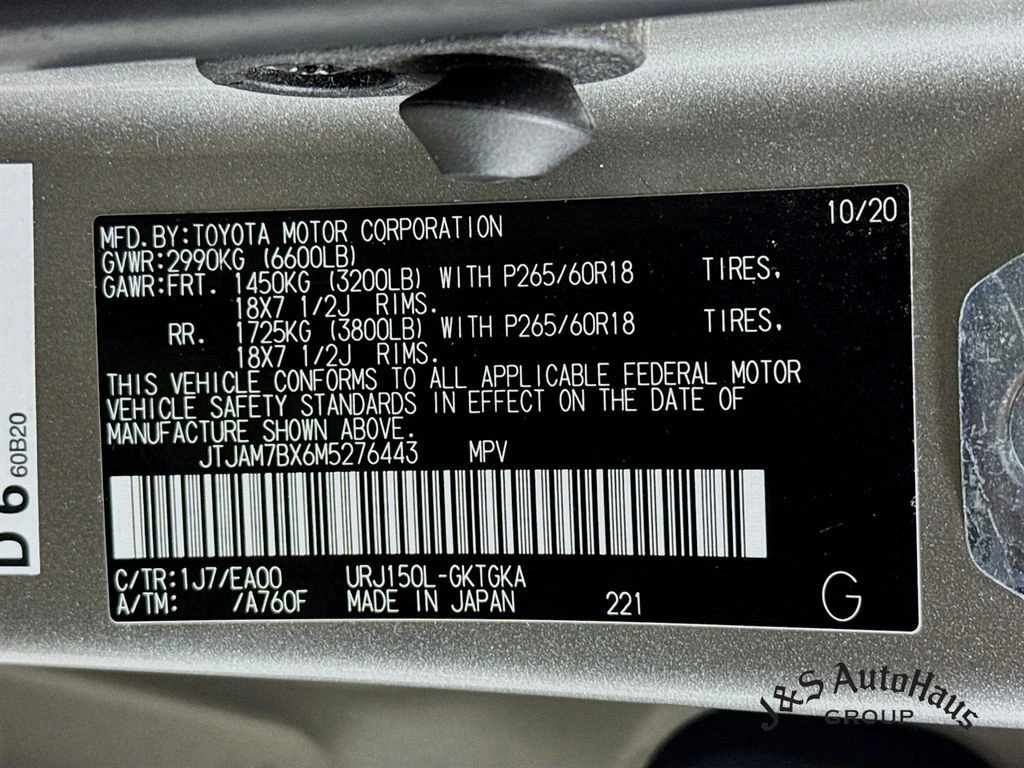 10/20
MFD.BY:TOYOTA MOTOR CORPORATION
GVWR:2990KG (6600LB)
GAWR:FRT. 1450KG (3200LB) WITH P265/60R18 TIRES.
18X7 1/2J RIMS.
RR. 1725KG (3800LB) WITH P265/60R18 TIRES.
18X7 1/2J RIMS.
THIS VEHICLE CONFORMS TO ALL APPLICABLE FEDERAL MOTOR
VEHICLE SAFETY STANDARDS IN EFFECT ON THE DATE OF
MANUFACTURE SHOWN ABOVE.
JTJAM7BX6M5276443 MPV
C/TR:1J7/EA00 URJ150L-GKTGKA
A/TM: /A760F MADE IN JAPAN 221 G
D 6 60B20
J&S AutoHaus
GROUP